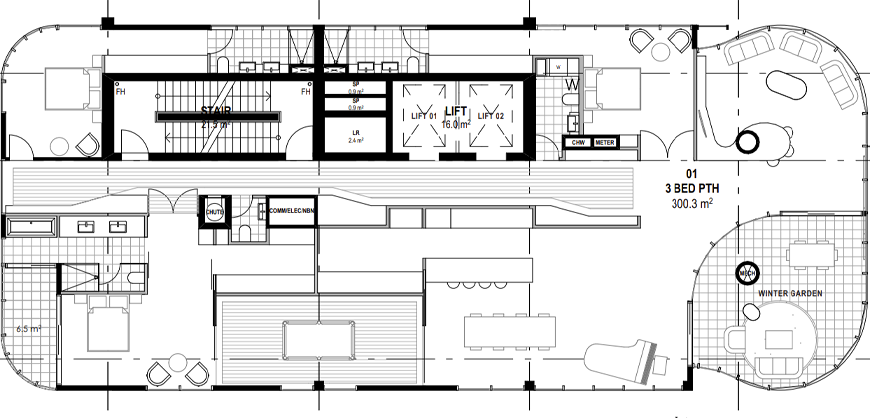 FH
FH
STAIR
21.9 m²
SP
0.9 m²
SP
0.9 m²
LR
2.4 m²
LIFT
16.0 m²
LIFT 01
LIFT 02
W
W
CHW
METER
01
3 BED PTH
300.3 m²
CHUTE
COMM/ELEC/NBN
MECH
WINTER GARDEN
6.5 m²